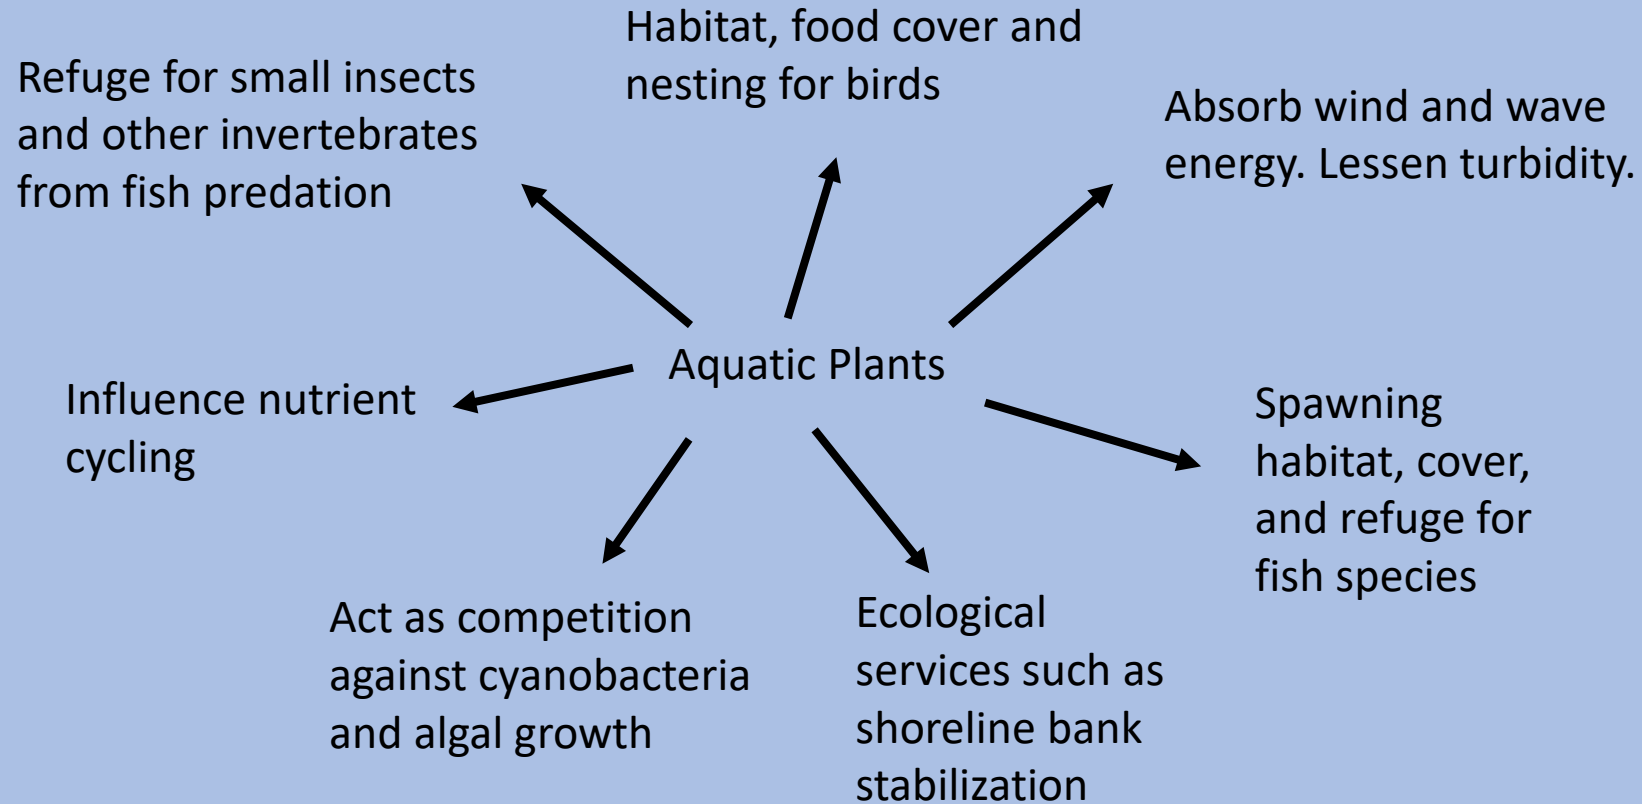 Habitat, food cover and
nesting for birds
Refuge for small insects
and other invertebrates
from fish predation
Absorb wind and wave
energy. Lessen turbidity.
Aquatic Plants
Influence nutrient
cycling
Spawning
habitat, cover,
and refuge for
fish species
Act as competition
against cyanobacteria
and algal growth
Ecological
services such as
shoreline bank
stabilization